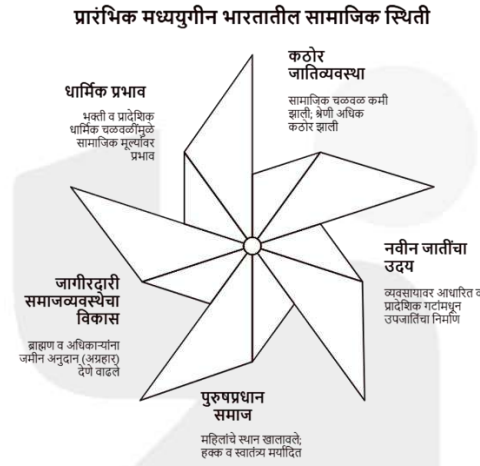 प्रारंभिक मध्ययुगीन भारतातील सामाजिक स्थिती
कठोर
जातिव्यवस्था
सामाजिक चळवळ कमी
झाली; श्रेणी अधिक
कठोर झाली
धार्मिक प्रभाव
भक्ती व प्रादेशिक
धार्मिक चळवळींमुळे
सामाजिक मूल्यांवर
प्रभाव
नवीन जातींचा
उदय
व्यवसायावर आधारित व
प्रादेशिक गटांमधून
उपजातिंचा निर्माण
जागीरदारी
समाजव्यवस्थेचा
विकास
ब्राह्मण व अधिकाऱ्यांना
जमीन अनुदान (अग्रहार)
देणे वाढले
पुरुषप्रधान
समाज
महिलांचे स्थान खालावले;
हक्क व स्वातंत्र्य मर्यादित